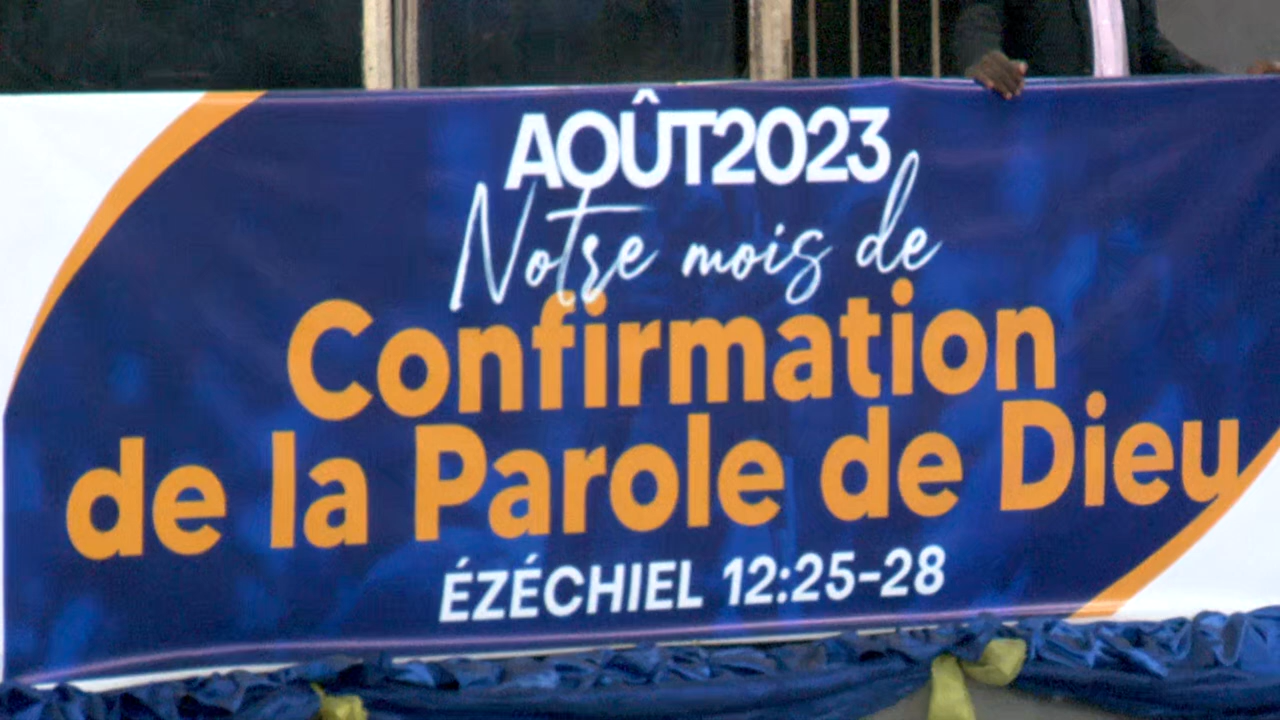 AOÛT2023
Notre mois de
Confirmation
de la Parole de Dieu
ÉZÉCHIEL 12:25-28